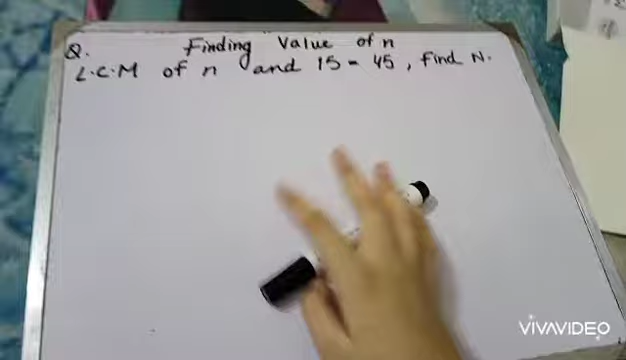 Q. Finding Value of n
L.C.M of n and 15 = 45, Find N.
VIVAVIDEO